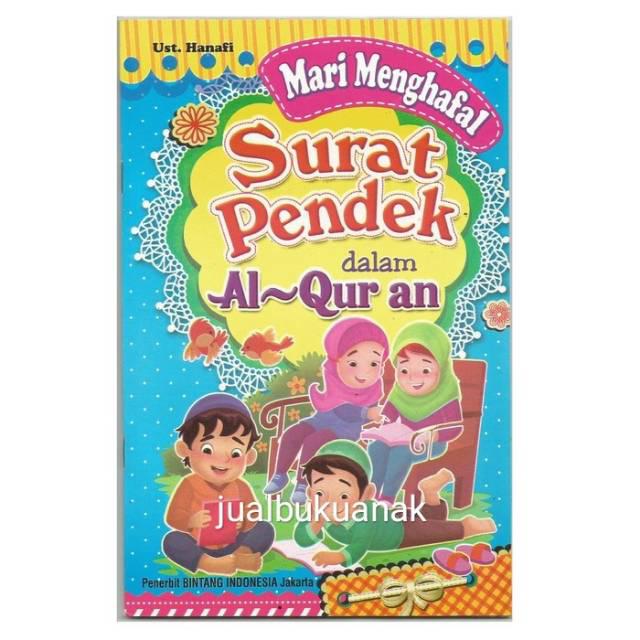 Ust. Hanafi
Mari Menghafal
Surat
Pendek
dalam
Al~Qur an
jualbukuanak
Penerbit BINTANG INDONESIA Jakarta